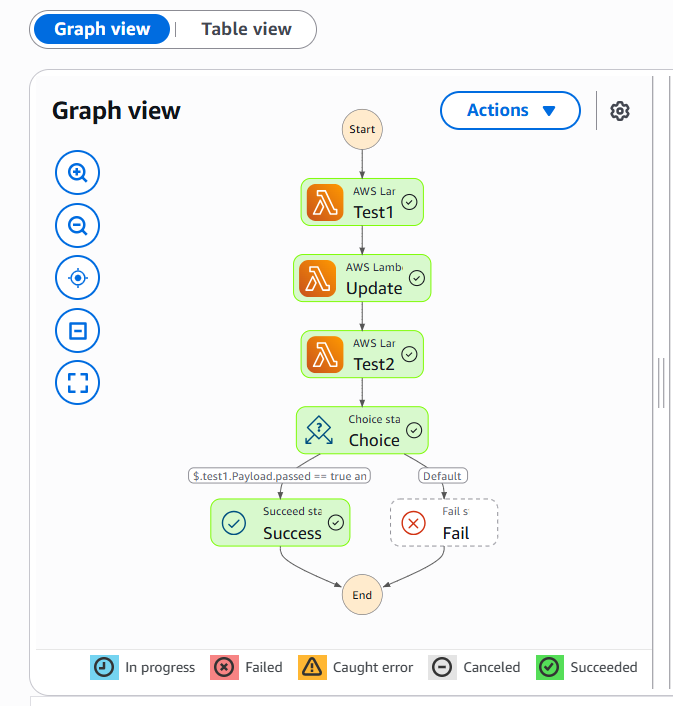 Graph view
Table view
Graph view
Actions
Start
AWS Lar
Test1
AWS Lamb
Update
AWS Lar
Test2
Choice sta
Choice
$.test1.Payload.passed == true an
Default
Succeed sta
Success
Fail s
Fail
End
In progress
Failed
Caught error
Canceled
Succeeded